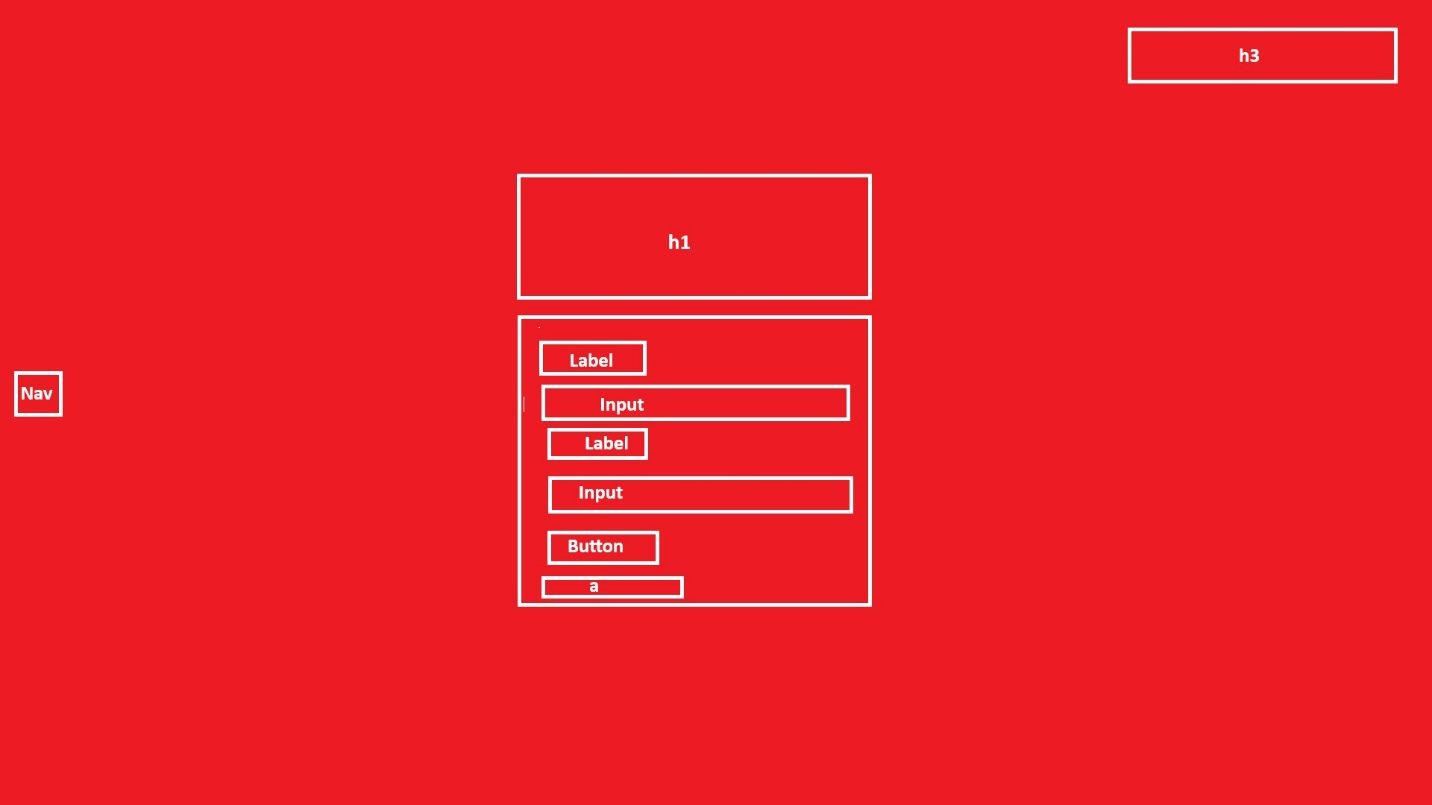 h3
h1
Label
Nav
Input
Label
Input
Button
a